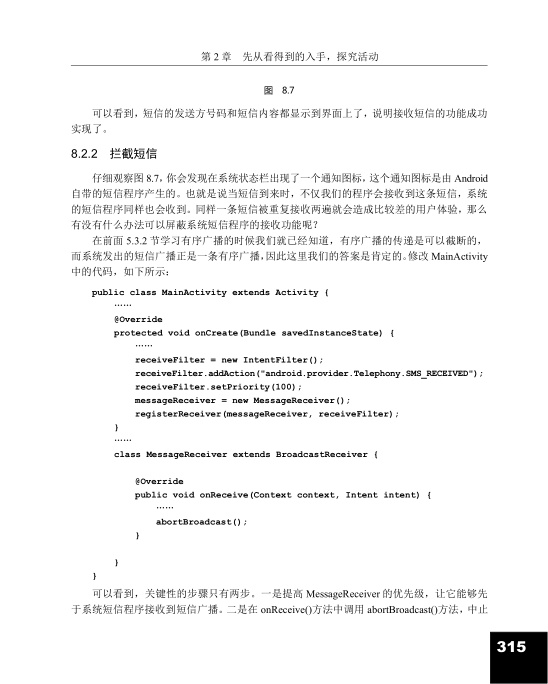 第 2 章 先从看得到的入手，探究活动
图 8.7
可以看到，短信的发送方号码和短信内容都显示到界面上了，说明接收短信的功能成功
实现了。
8.2.2 拦截短信
仔细观察图 8.7，你会发现在系统状态栏出现了一个通知图标，这个通知图标是由 Android
自带的短信程序产生的。也就是说当短信到来时，不仅我们的程序会接收到这条短信，系统
的短信程序同样也会收到。同样一条短信被重复接收两遍就会造成比较差的用户体验，那么
有没有什么办法可以屏蔽系统短信程序的接收功能呢？
在前面 5.3.2 节学习有序广播的时候我们就已经知道，有序广播的传递是可以截断的，
而系统发出的短信广播正是一条有序广播，因此这里我们的答案是肯定的。修改 MainActivity
中的代码，如下所示：
public class MainActivity extends Activity {
……
@Override
protected void onCreate(Bundle savedInstanceState) {
……
receiveFilter = new IntentFilter();
receiveFilter.addAction("android.provider.Telephony.SMS_RECEIVED");
receiveFilter.setPriority(100);
messageReceiver = new MessageReceiver();
registerReceiver(messageReceiver, receiveFilter);
}
……
class MessageReceiver extends BroadcastReceiver {
@Override
public void onReceive(Context context, Intent intent) {
……
abortBroadcast();
}
}
}
可以看到，关键性的步骤只有两步。一是提高 MessageReceiver 的优先级，让它能够先
于系统短信程序接收到短信广播。二是在 onReceive()方法中调用 abortBroadcast()方法，中止
315